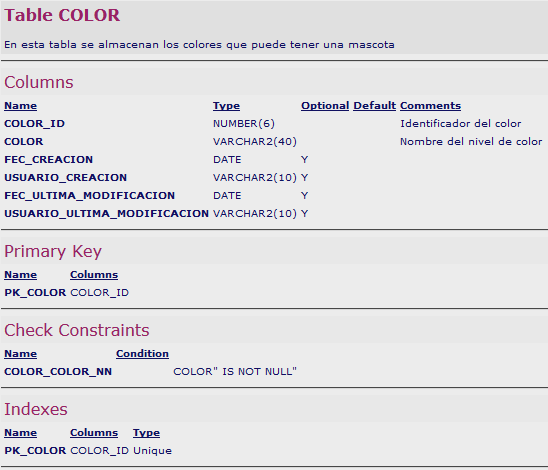 Table COLOR
En esta tabla se almacenan los colores que puede tener una mascota
Columns
Name Type Optional Default Comments
COLOR_ID NUMBER(6) Identificador del color
COLOR VARCHAR2(40) Nombre del nivel de color
FEC_CREACION DATE Y
USUARIO_CREACION VARCHAR2(10) Y
FEC_ULTIMA_MODIFICACION DATE Y
USUARIO_ULTIMA_MODIFICACION VARCHAR2(10) Y
Primary Key
Name Columns
PK_COLOR COLOR_ID
Check Constraints
Name Condition
COLOR_COLOR_NN COLOR" IS NOT NULL"
Indexes
Name Columns Type
PK_COLOR COLOR_ID Unique